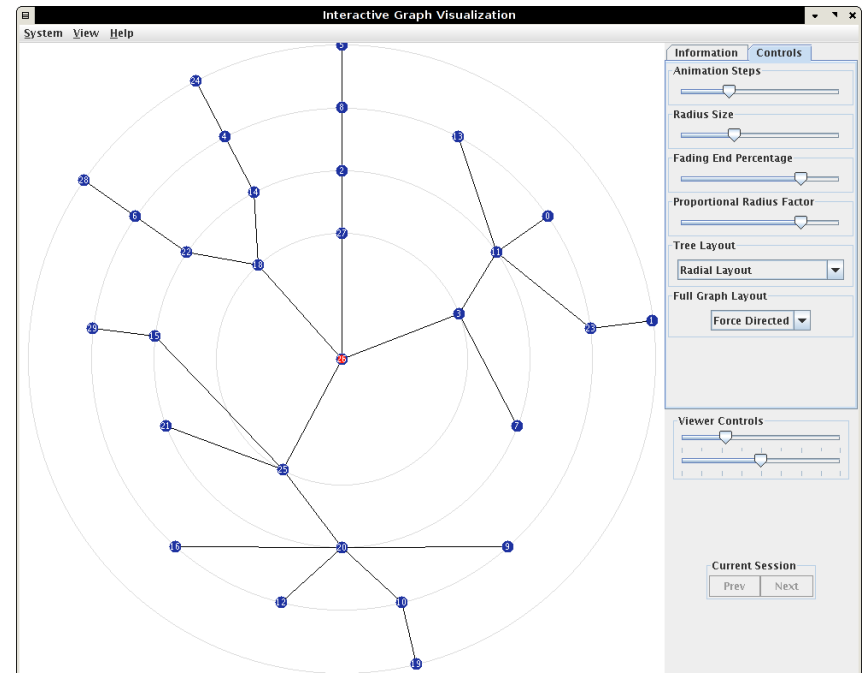 Interactive Graph Visualization
System View Help
Information Controls
Animation Steps
Radius Size
Fading End Percentage
Proportional Radius Factor
Tree Layout
Radial Layout
Full Graph Layout
Force Directed
Viewer Controls
Current Session
Prev Next
5
24
8
4
13
2
28
14
6
0
27
22
11
18
3
23
1
29
15
26
21
7
25
16
20
9
12
10
19